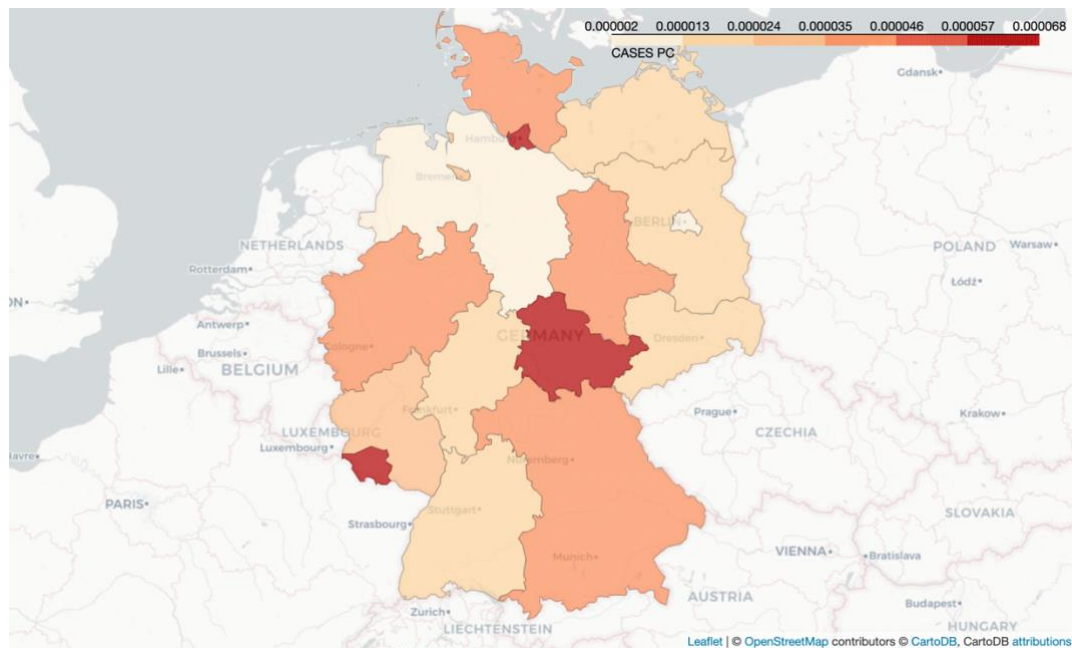 0.000002 0.000013 0.000024 0.000035 0.000046 0.000057 0.000068
CASES PC
Gdansk
Hamburg
Bremen
BERLIN
NETHERLANDS
POLAND Warsaw
Rotterdam
Łódź
ON
Antwerp
GERMANY
Dresden
Cologne
Brussels
Lille
BELGIUM
Frankfurt
Prague
Krakow
LUXEMBOURG
CZECHIA
Luxembourg
avre
Nuremberg
PARIS
Stuttgart
SLOVAKIA
Strasbourg
VIENNA
Bratislava
Munich
AUSTRIA
Zurich
Budapest
LIECHTENSTEIN
HUNGARY
Leaflet | © OpenStreetMap contributors © CartoDB, CartoDB attributions